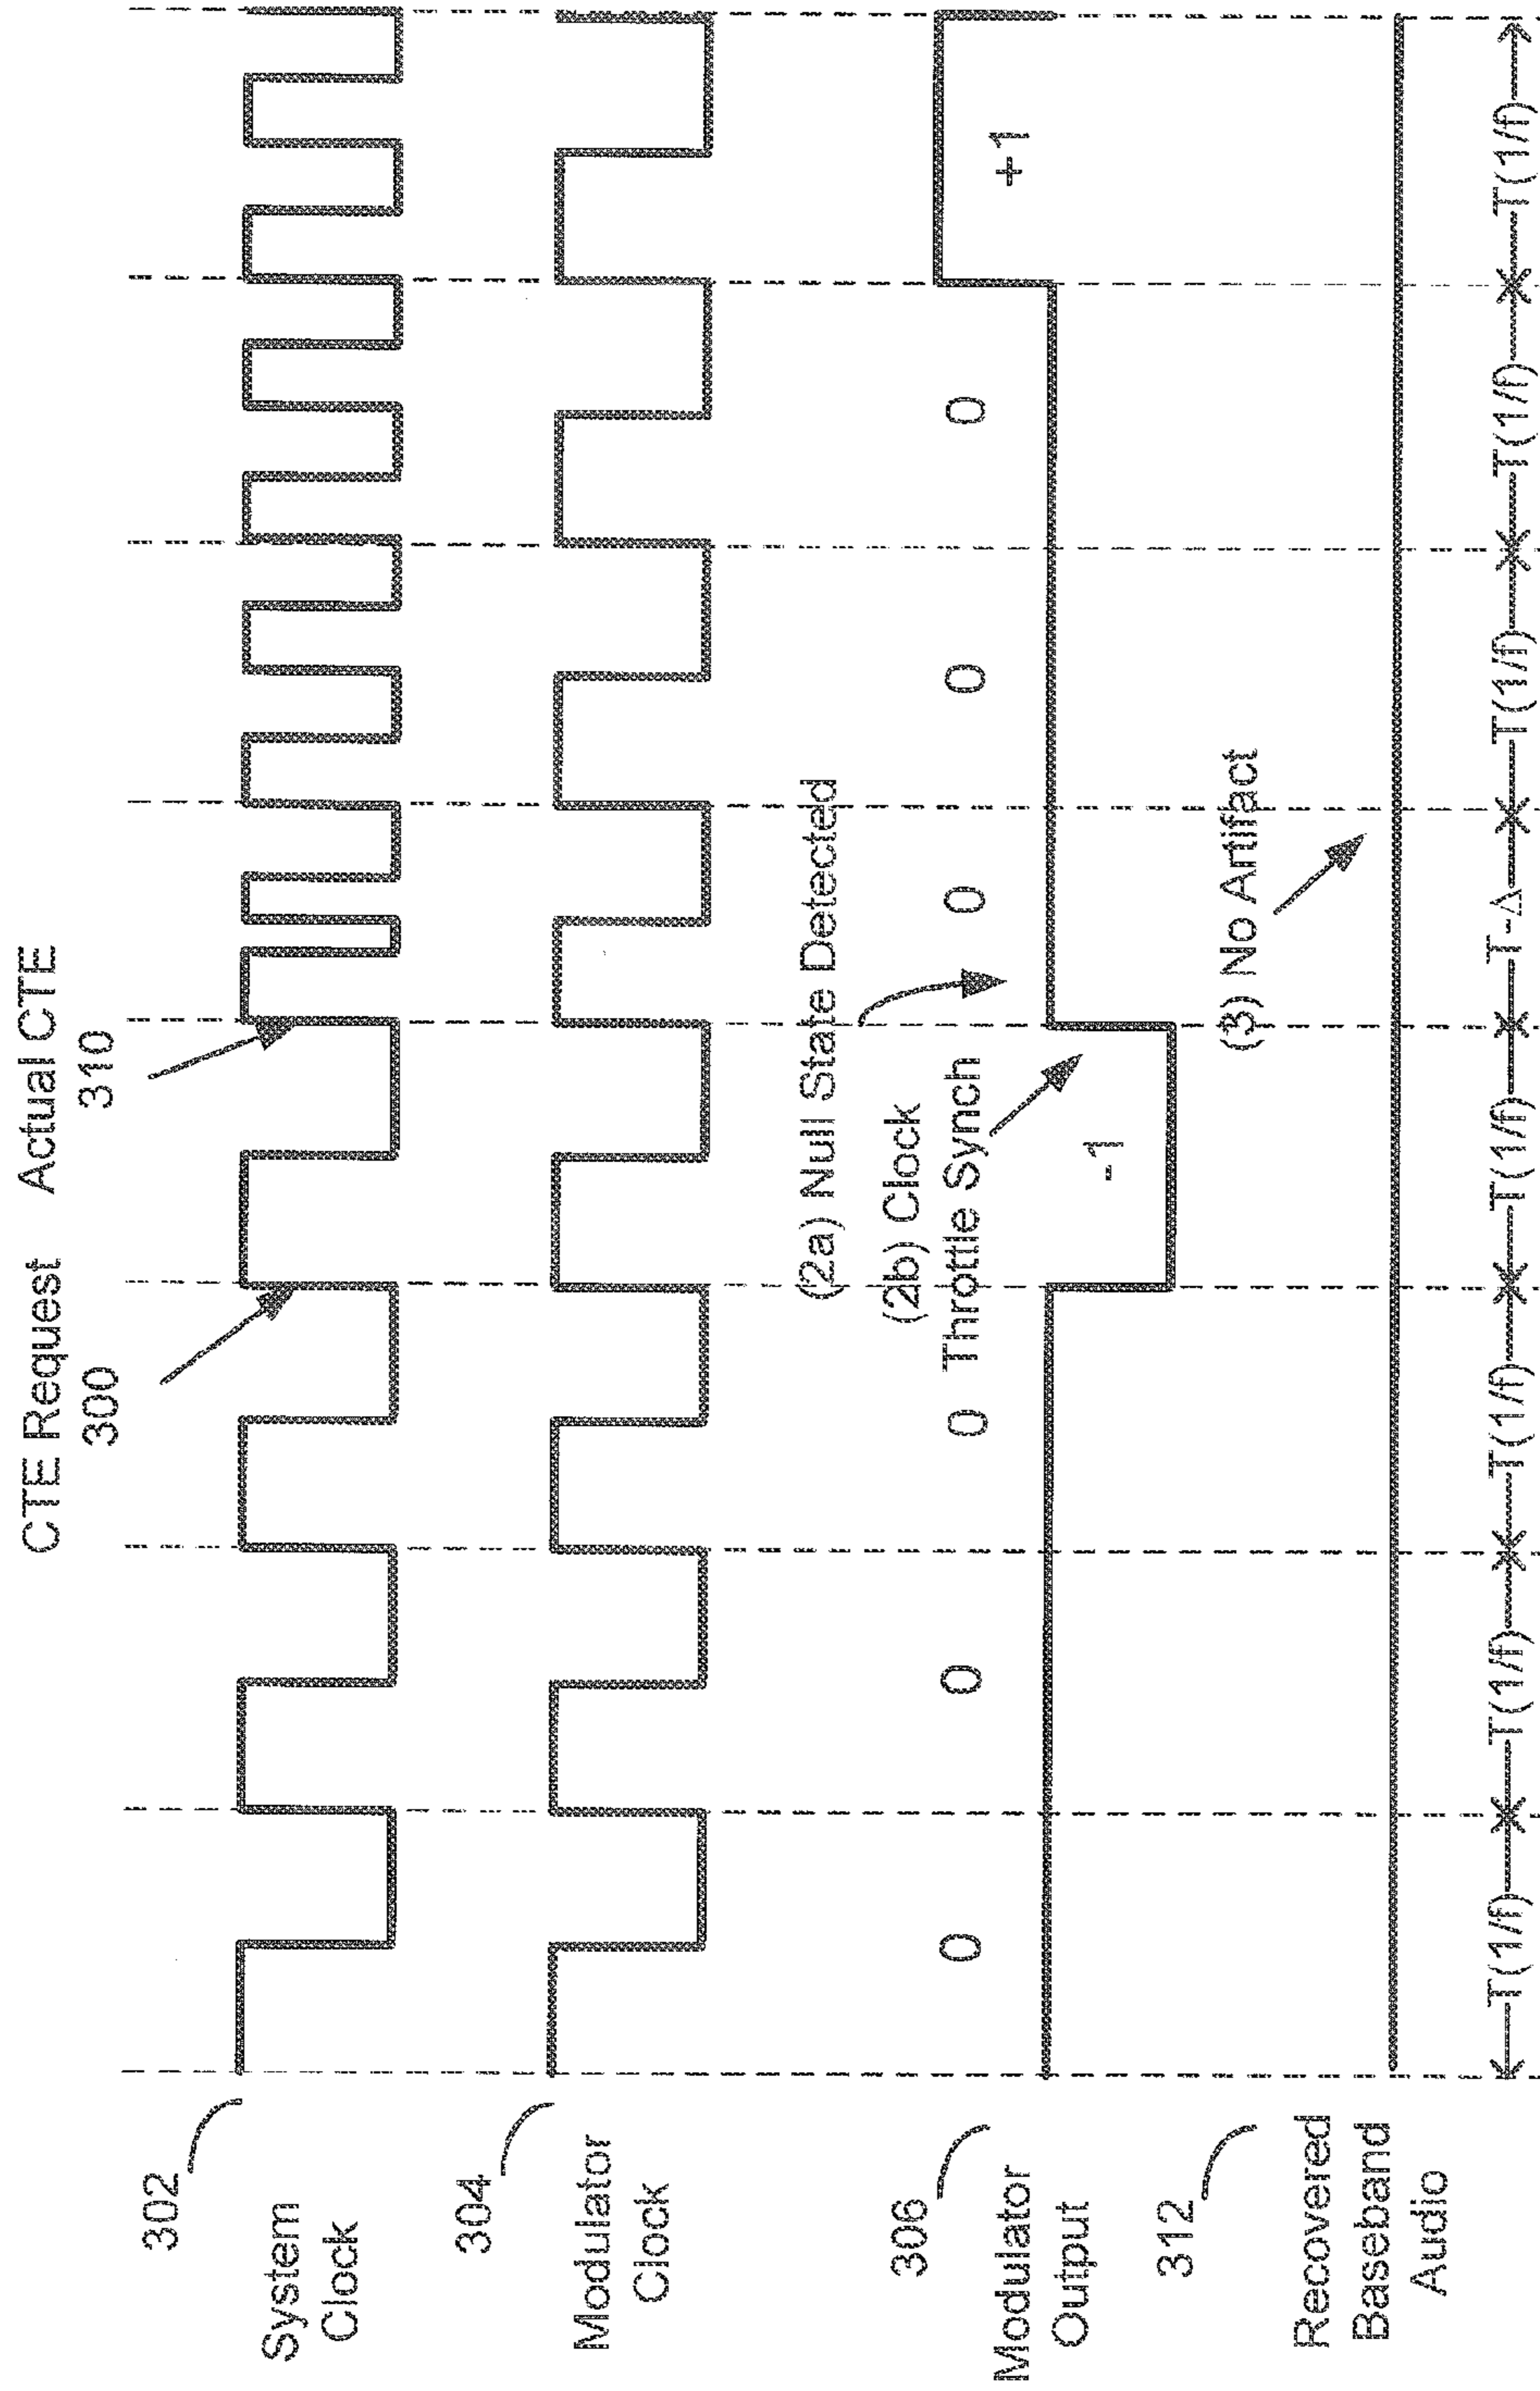 CTE Request
300
Actual CTE
310
302
System
Clock
304
Modulator
Clock
306
Modulator
Output
0
0
0
-1
0
0
0
+1
(2a) Null State Detected
(2b) Clock
Throttle Synch
312
Recovered
Baseband
Audio
(3) No Artifact
T(1/f)
T(1/f)
T(1/f)
T(1/f)
T-Δ
T(1/f)
T(1/f)
T(1/f)